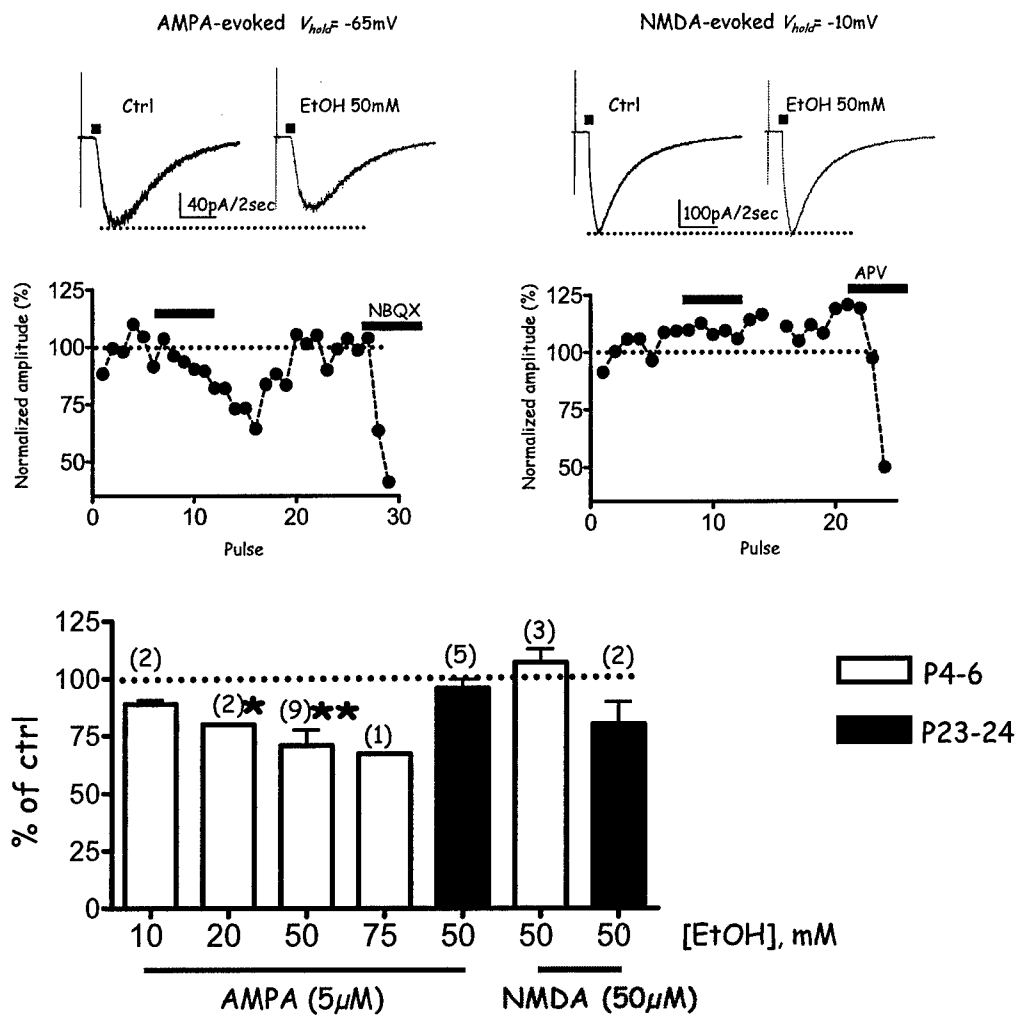 AMPA-evoked Vhold= -65mV
NMDA-evoked Vhold= -10mV
Ctrl
EtOH 50mM
Ctrl
EtOH 50mM
40pA/2sec
100pA/2sec
Normalized amplitude (%)
125
100
75
50
NBQX
0
10
20
30
Pulse
Normalized amplitude (%)
125
100
75
50
APV
0
10
20
Pulse
% of ctrl
125
100
75
50
25
0
(2)
(2)★
(9)★★
(1)
(5)
(3)
(2)
P4-6
P23-24
10 20 50 75 50 50 50 [EtOH], mM
AMPA (5µM)
NMDA (50µM)